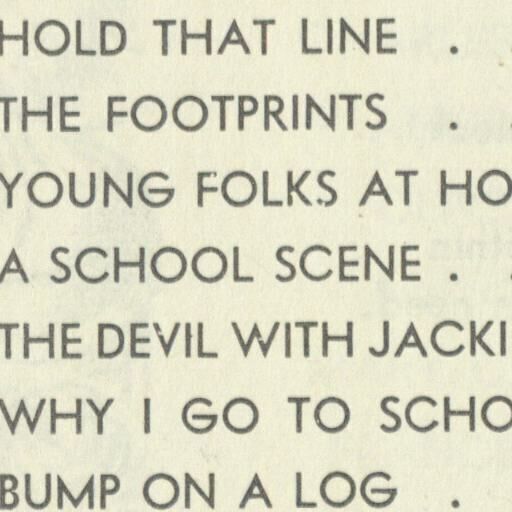 HOLD THAT LINE .
THE FOOTPRINTS .
YOUNG FOLKS AT HO
A SCHOOL SCENE .
THE DEVIL WITH JACKI
WHY I GO TO SCHO
BUMP ON A LOG .